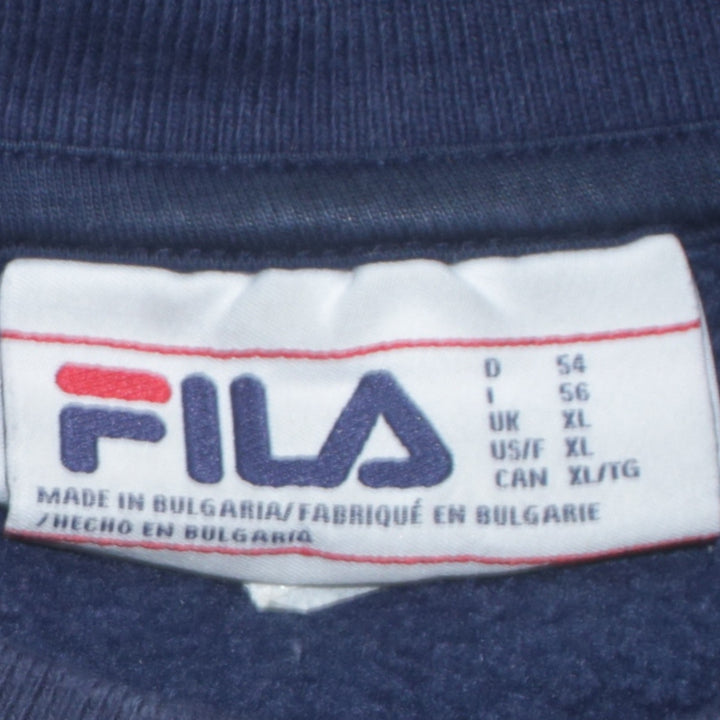 FILA
D 54
I 56
UK XL
US/F XL
CAN XL/TG
MADE IN BULGARIA/FABRIQUÉ EN BULGARIE
/HECHO EN BULGARIA